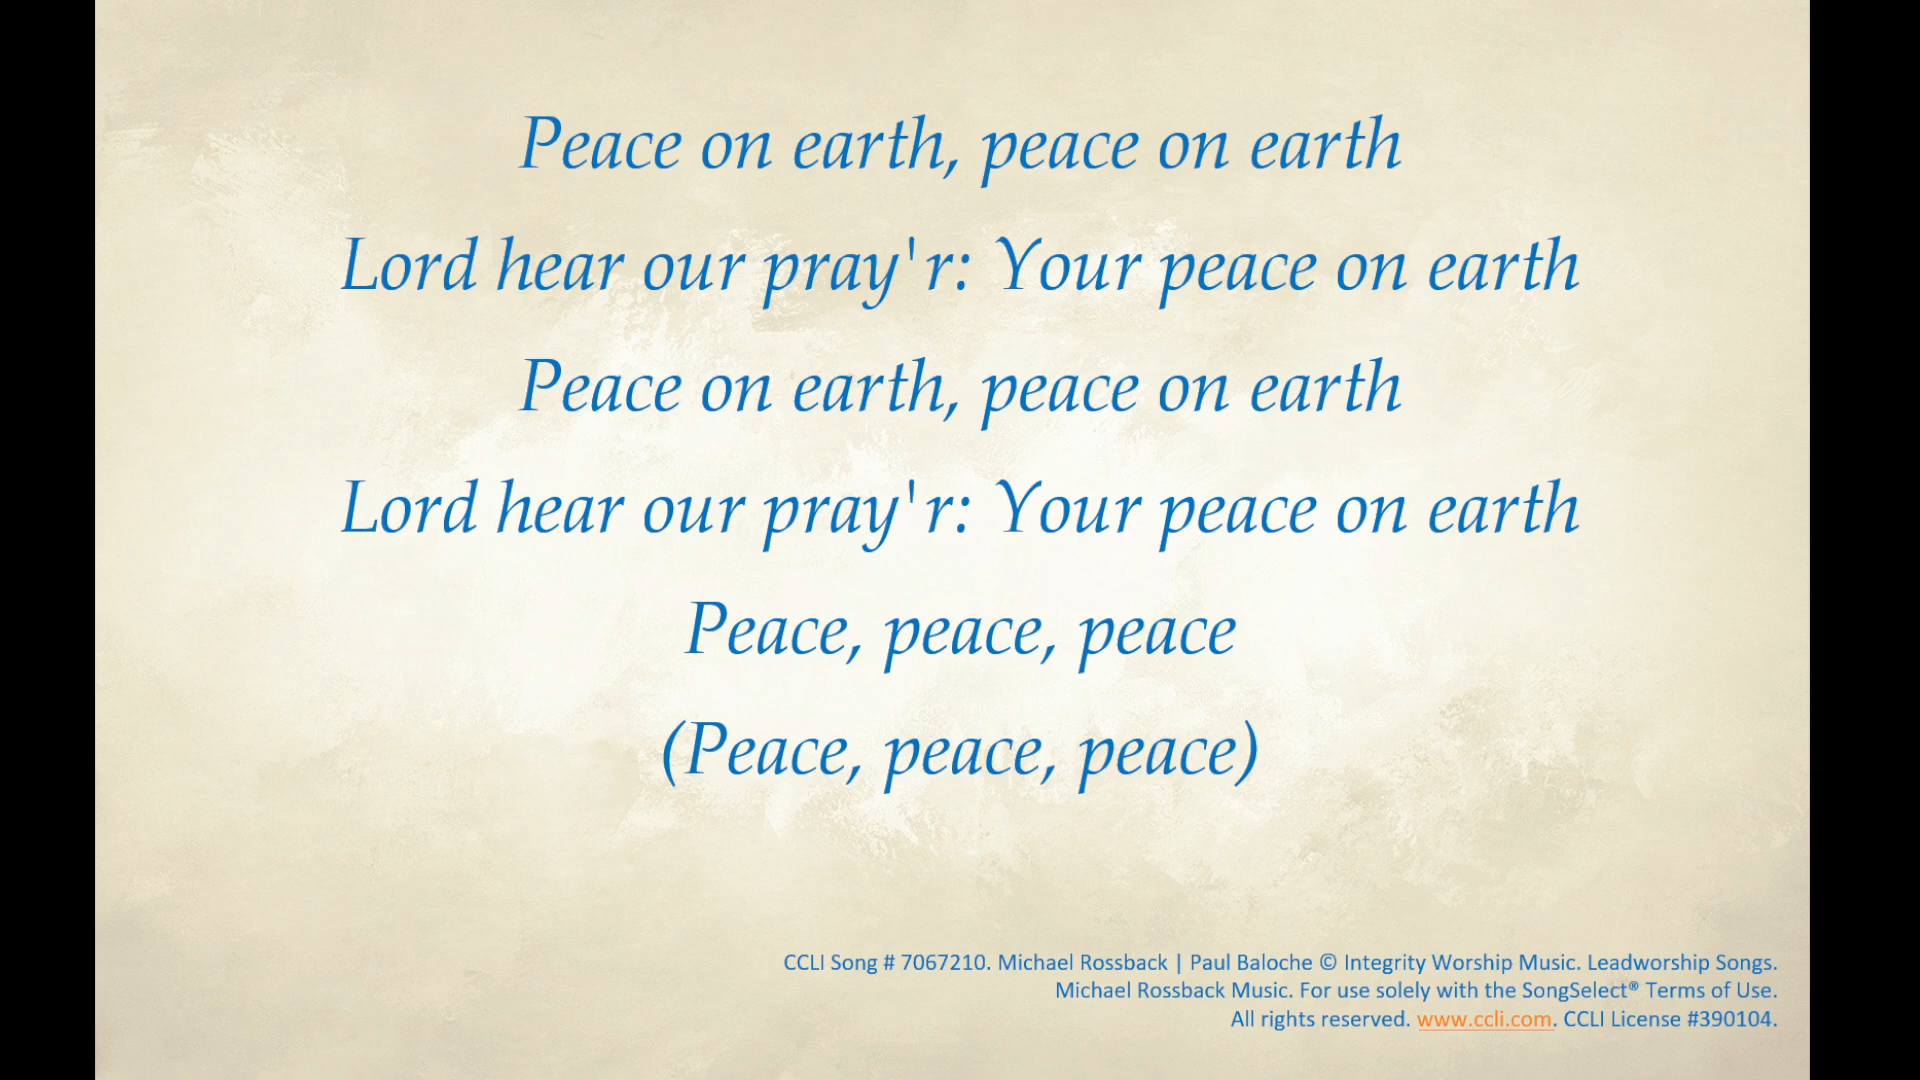 Peace on earth, peace on earth
Lord hear our pray'r: Your peace on earth
Peace on earth, peace on earth
Lord hear our pray'r: Your peace on earth
Peace, peace, peace
(Peace, peace, peace)
CCLI Song # 7067210. Michael Rossback | Paul Baloche © Integrity Worship Music. Leadworship Songs.
Michael Rossback Music. For use solely with the SongSelect® Terms of Use.
All rights reserved. www.ccli.com. CCLI License #390104.